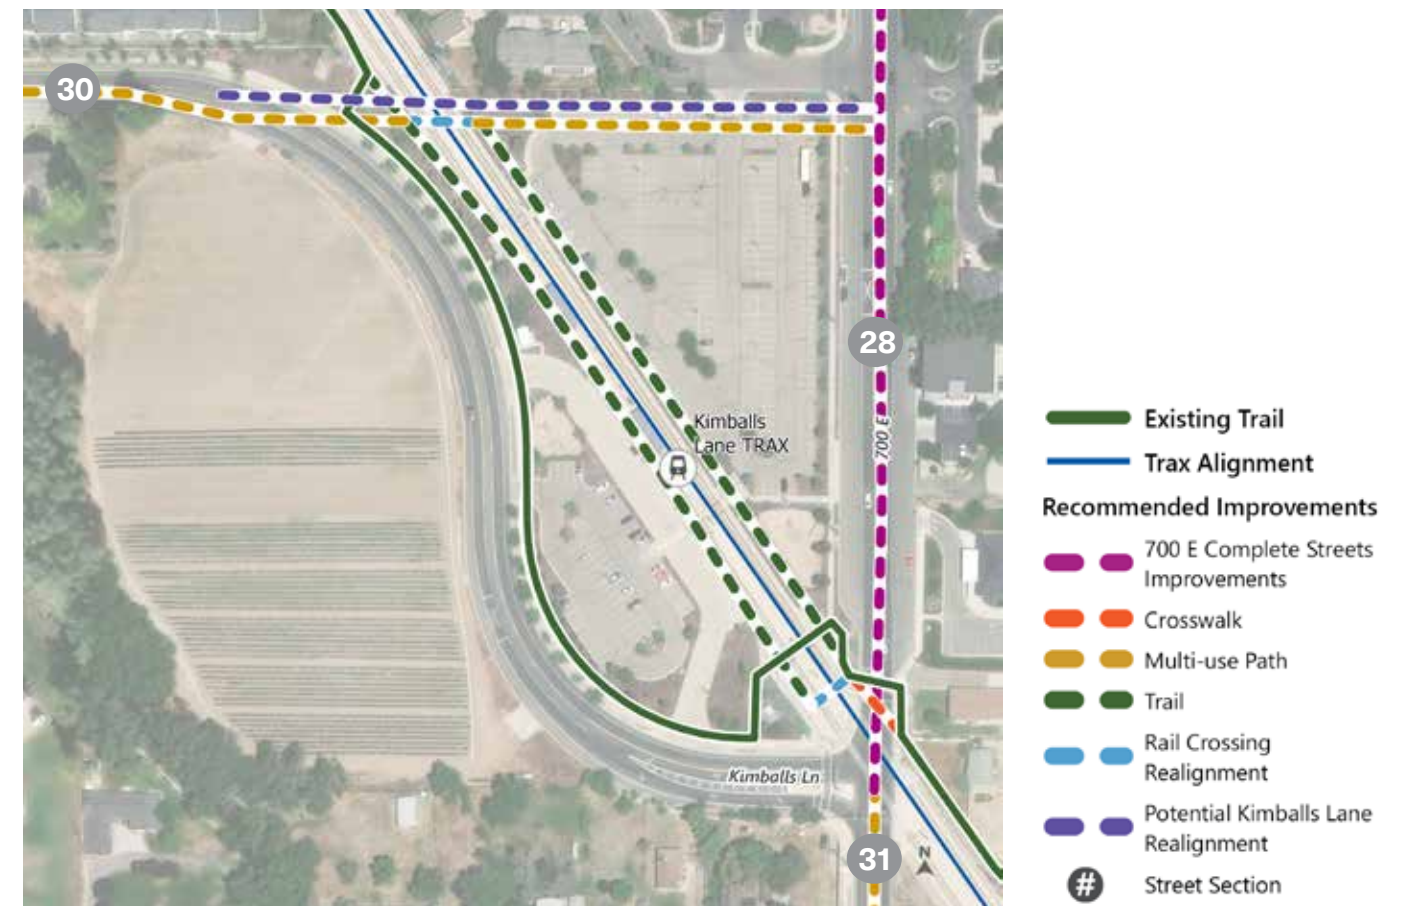 30
28
Kimballs
Lane TRAX
700 E
Kimballs Ln
31
N
Existing Trail
Trax Alignment
Recommended Improvements
700 E Complete Streets
Improvements
Crosswalk
Multi-use Path
Trail
Rail Crossing
Realignment
Potential Kimballs Lane
Realignment
# Street Section